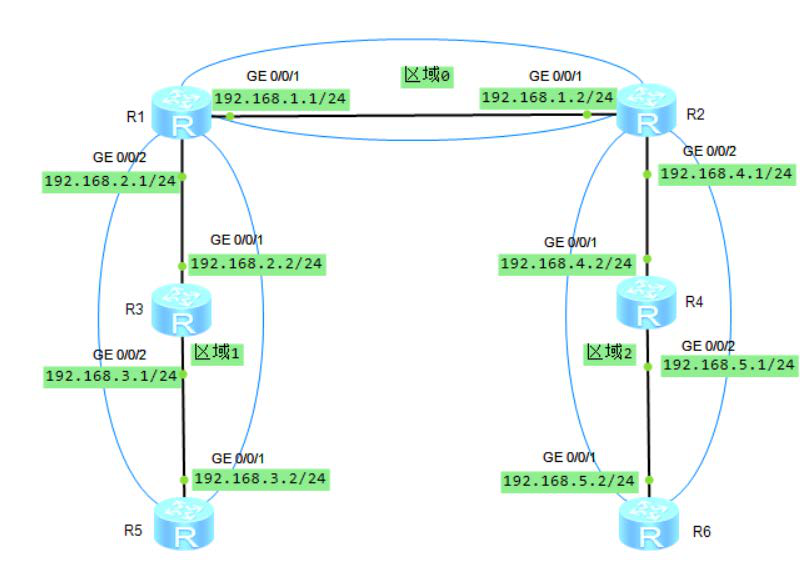 GE 0/0/1
区域0
GE 0/0/1
192.168.1.1/24
192.168.1.2/24
R1
R
R
R2
GE 0/0/2
192.168.2.1/24
GE 0/0/2
192.168.4.1/24
GE 0/0/1
192.168.2.2/24
GE 0/0/1
192.168.4.2/24
R3
R
R
R4
GE 0/0/2
192.168.3.1/24
区域1
区域2
GE 0/0/2
192.168.5.1/24
GE 0/0/1
192.168.3.2/24
GE 0/0/1
192.168.5.2/24
R5
R
R
R6